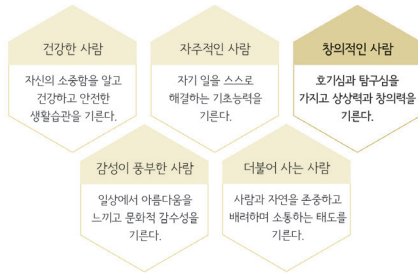 건강한 사람
자신의 소중함을 알고
건강하고 안전한
생활습관을 기른다.
자주적인 사람
자기 일을 스스로
해결하는 기초능력을
기른다.
창의적인 사람
호기심과 탐구심을
가지고 상상력과 창의력을
기른다.
감성이 풍부한 사람
일상에서 아름다움을
느끼고 문화적 감수성을
기른다.
더불어 사는 사람
사람과 자연을 존중하고
배려하며 소통하는 태도를
기른다.